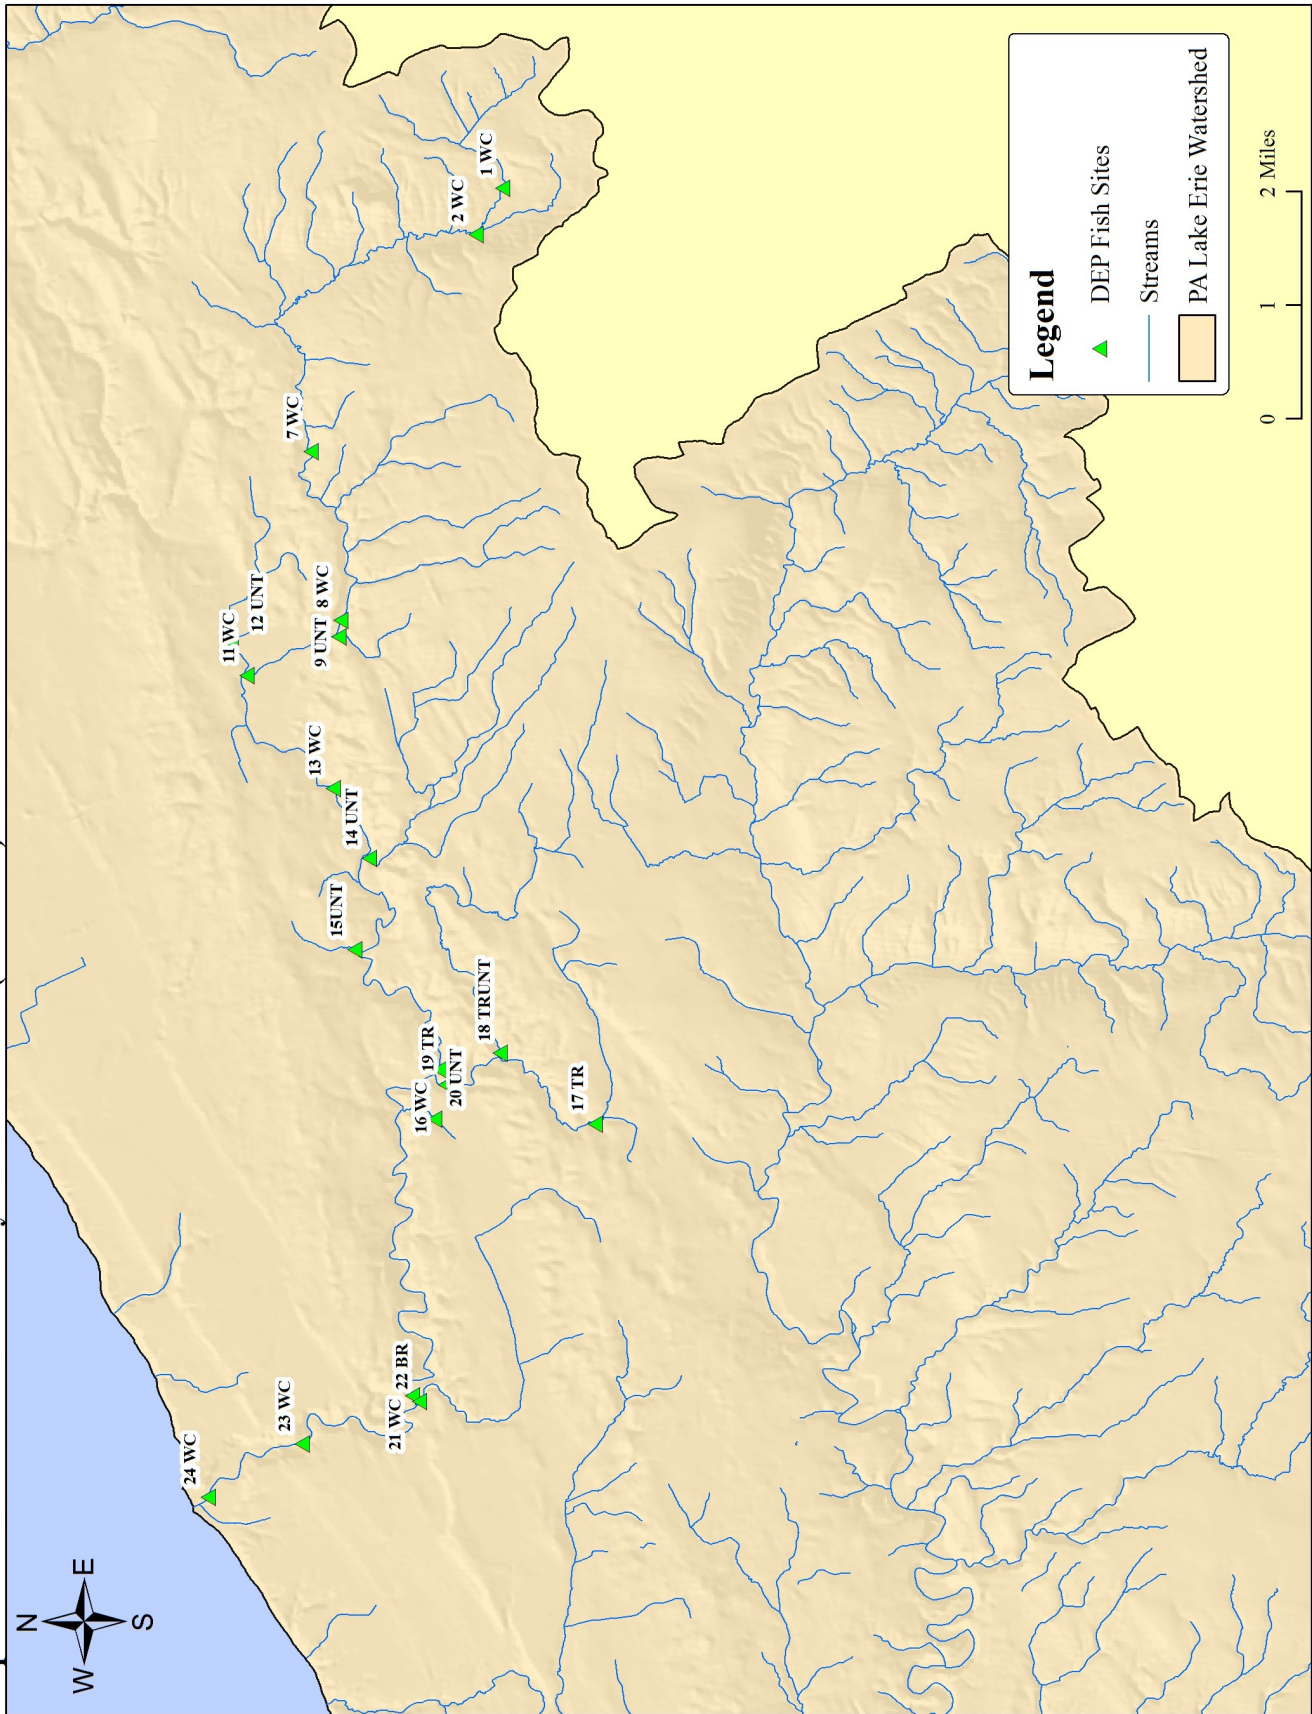 N
W E
S
24 WC
23 WC
21 WC
22 BR
16 WC
19 TR
20 UNT
18 TRUNT
17 TR
15UNT
14 UNT
13 WC
11 WC
12 UNT
9 UNT
8 WC
7 WC
2 WC
1 WC
Legend
DEP Fish Sites
Streams
PA Lake Erie Watershed
0 1 2 Miles